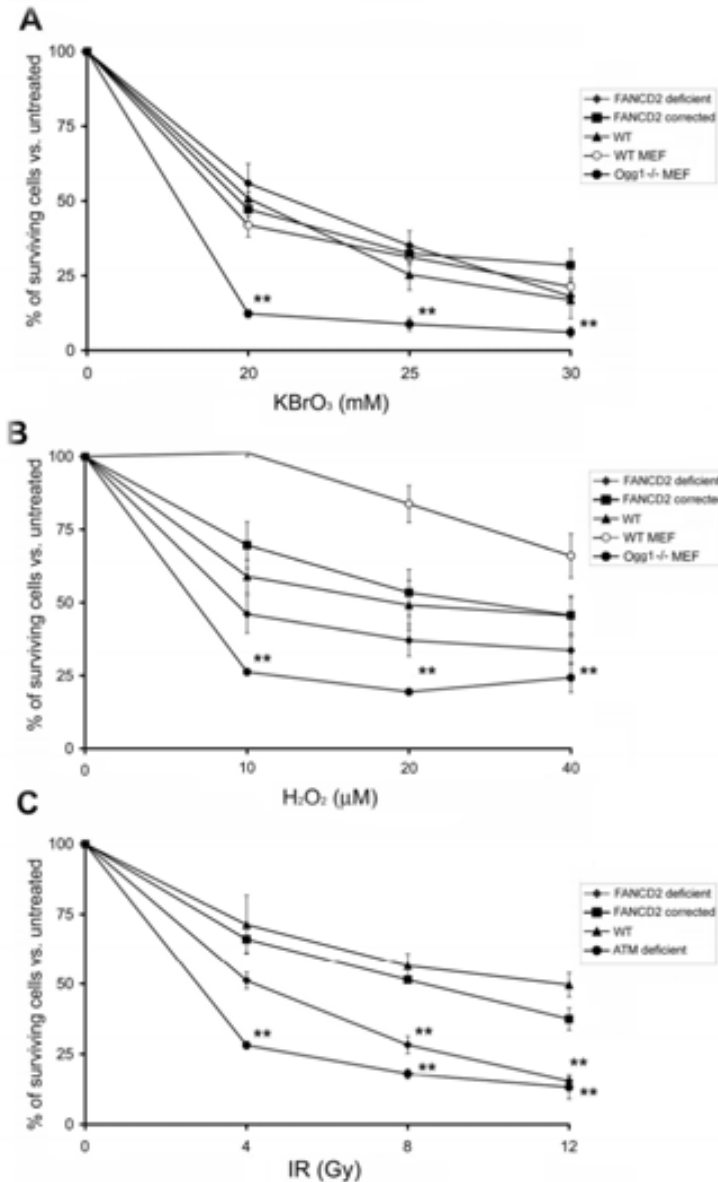 A
% of surviving cells vs. untreated
100
75
50
25
0
FANCD2 deficient
FANCD2 corrected
WT
WT MEF
Ogg1-/- MEF
**
**
**
0
20
25
30
KBrO₃ (mM)
B
% of surviving cells vs. untreated
100
75
50
25
0
FANCD2 deficient
FANCD2 corrected
WT
WT MEF
Ogg1-/- MEF
**
**
**
0
10
20
40
H₂O₂ (µM)
C
% of surviving cells vs. untreated
100
75
50
25
0
FANCD2 deficient
FANCD2 corrected
WT
ATM deficient
**
**
**
**
**
0
4
8
12
IR (Gy)